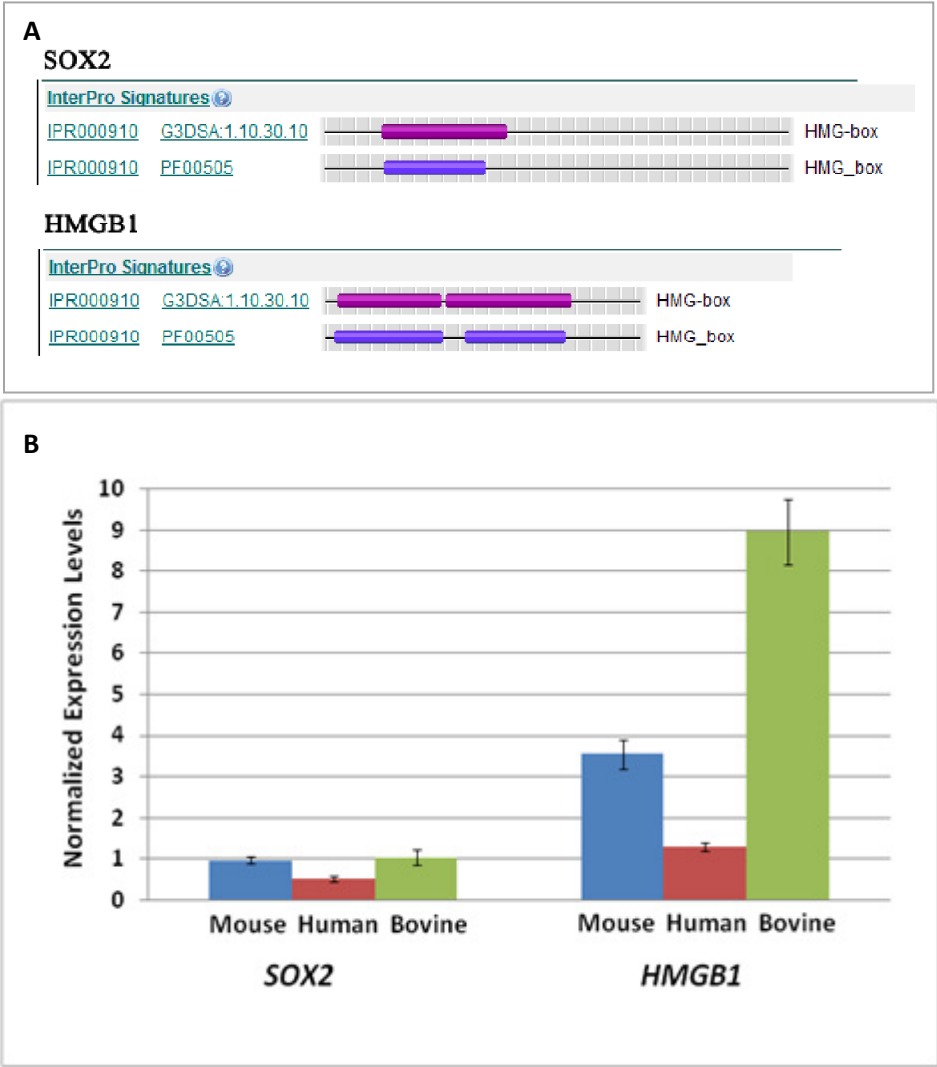 A
SOX2
InterPro Signatures ?
IPR000910 G3DSA:1.10.30.10 HMG-box
IPR000910 PF00505 HMG_box
HMGB1
InterPro Signatures ?
IPR000910 G3DSA:1.10.30.10 HMG-box
IPR000910 PF00505 HMG_box
B
Normalized Expression Levels
10
9
8
7
6
5
4
3
2
1
0
Mouse Human Bovine Mouse Human Bovine
SOX2 HMGB1